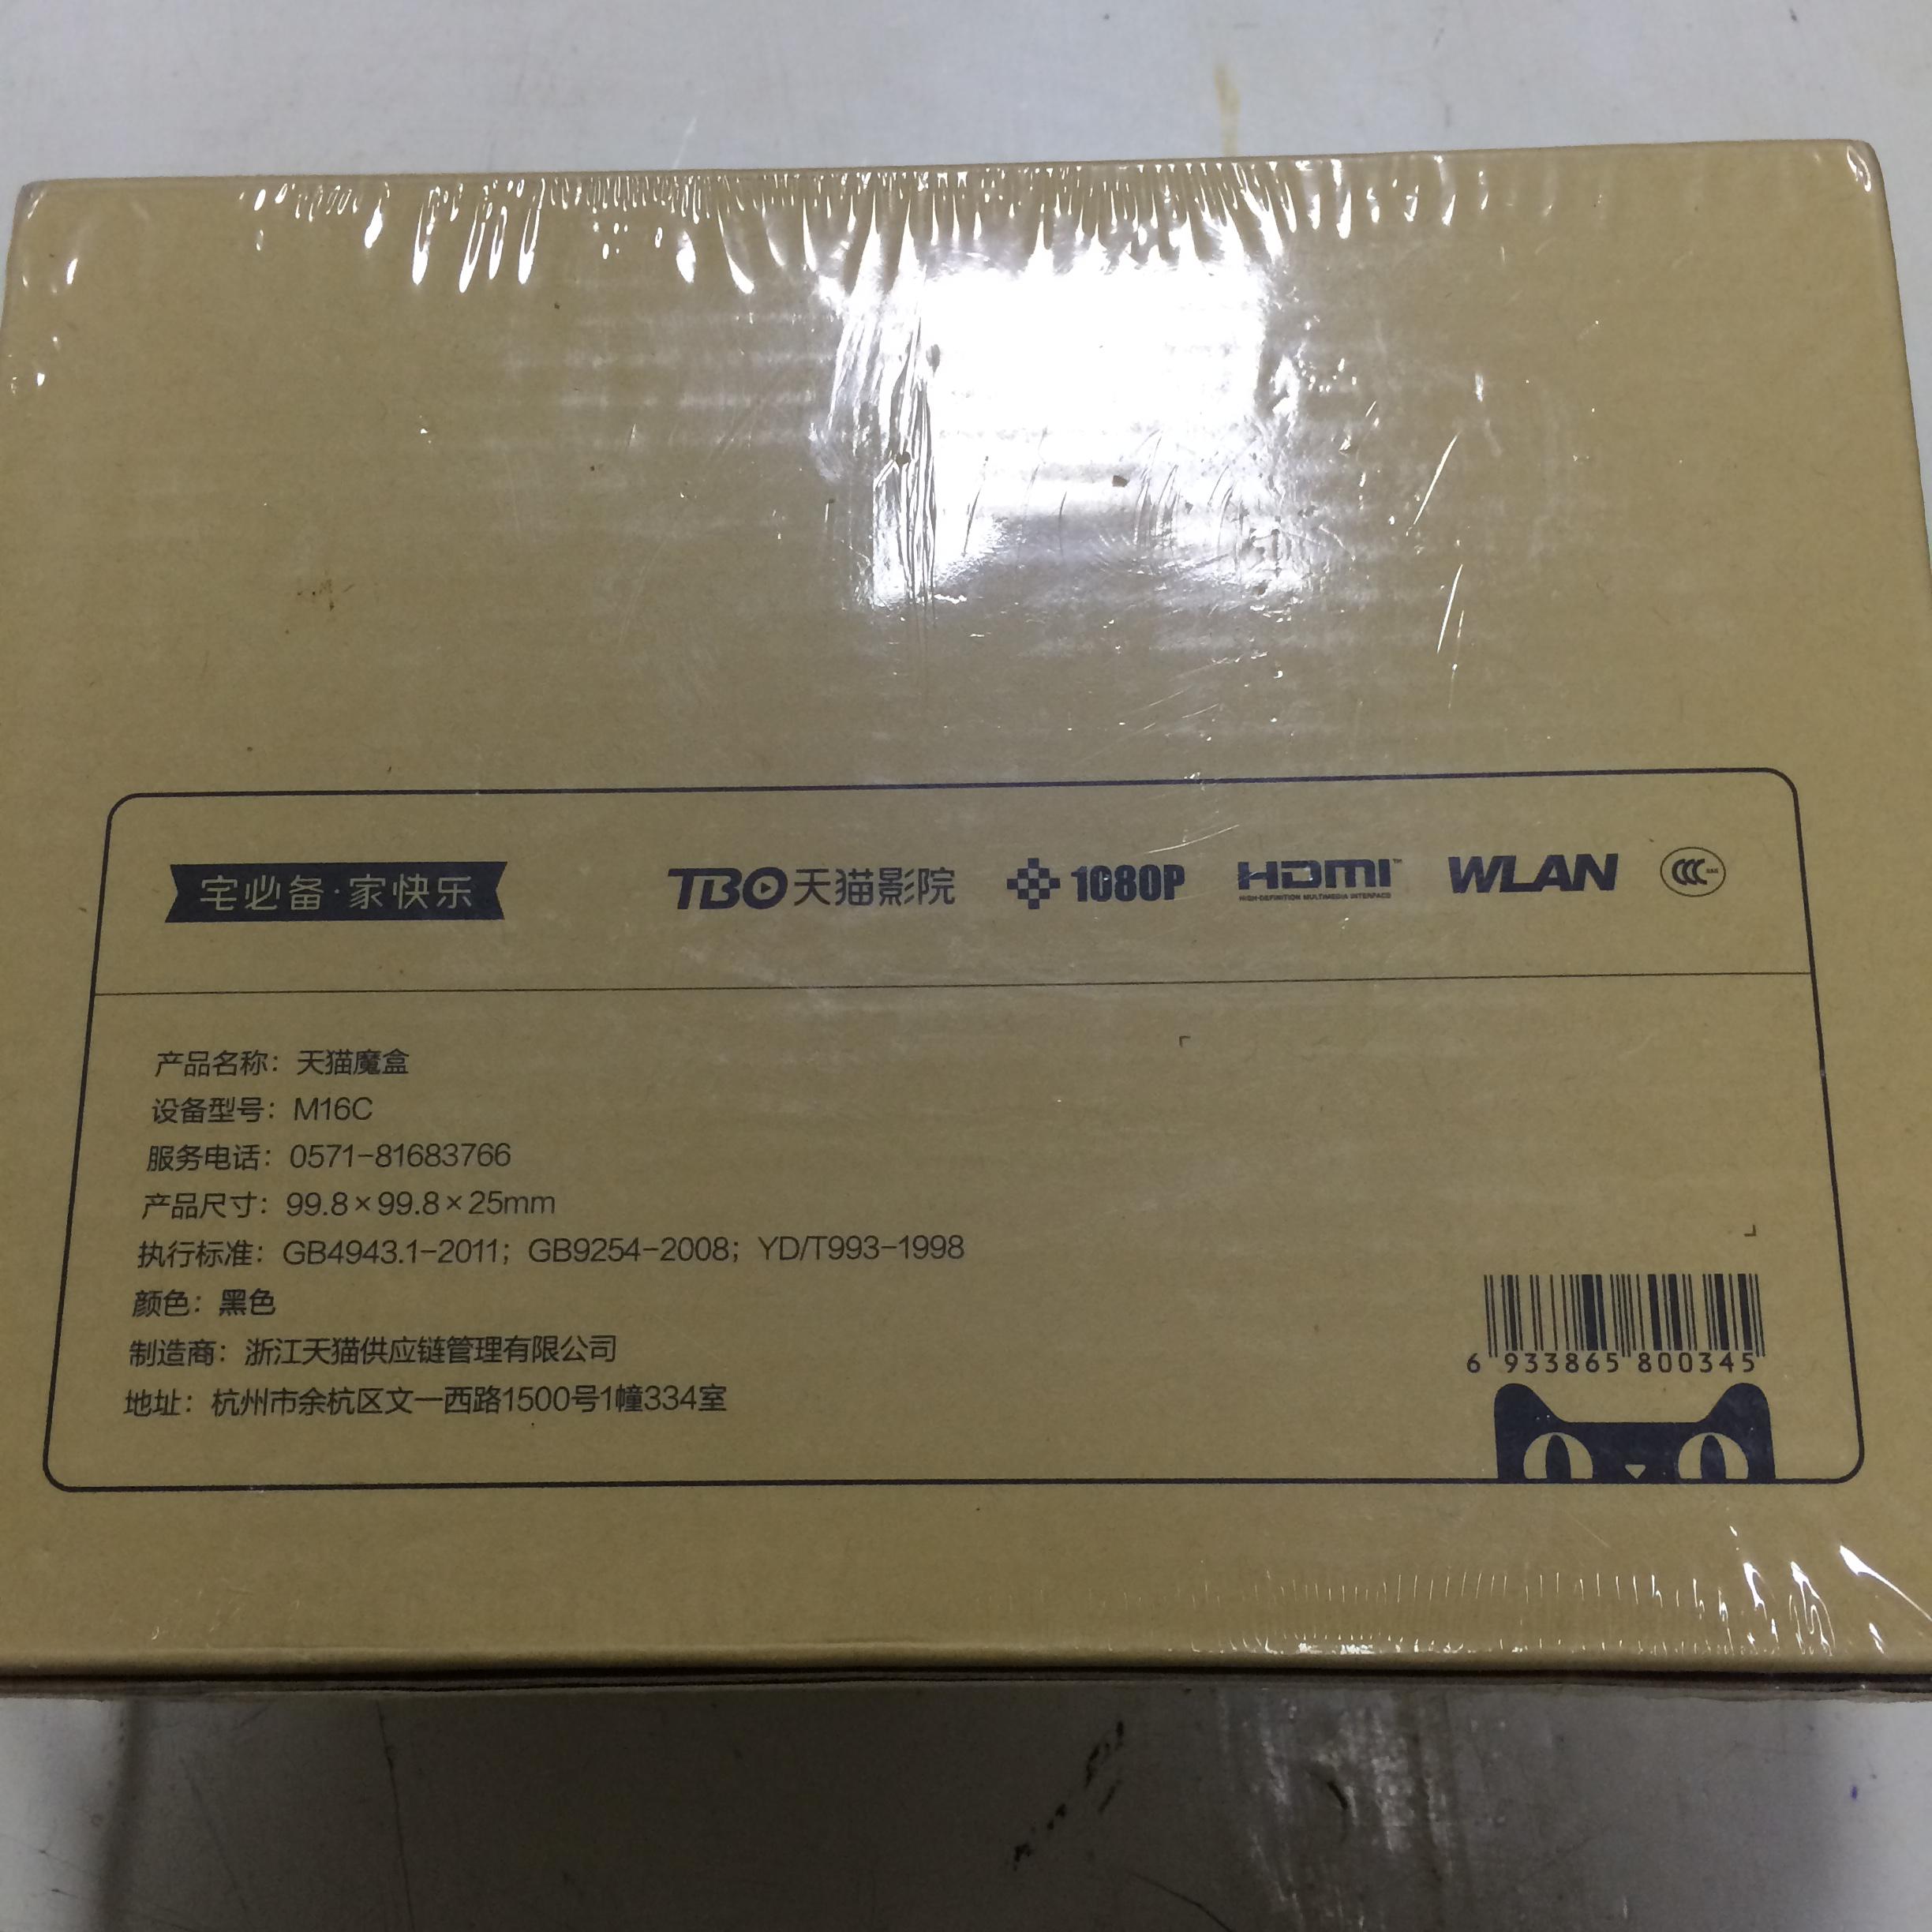 宅必备·家快乐
TBO天猫影院 1080P HDMI™ WLAN CCC
HIGH-DEFINITION MULTIMEDIA INTERFACE
产品名称：天猫魔盒
设备型号：M16C
服务电话：0571-81683766
产品尺寸：99.8×99.8×25mm
执行标准：GB4943.1-2011；GB9254-2008；YD/T993-1998
颜色：黑色
制造商：浙江天猫供应链管理有限公司
地址：杭州市余杭区文一西路1500号1幢334室
6 933865 800345